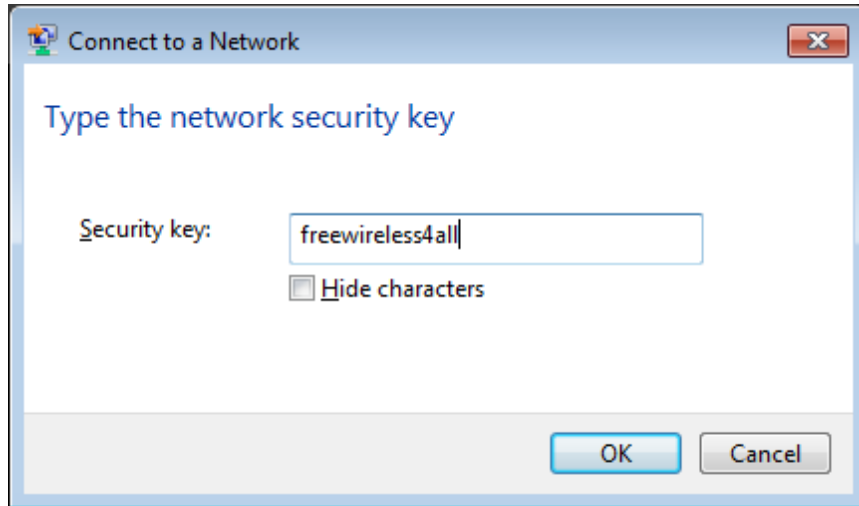 Connect to a Network
Type the network security key
Security key: freewireless4all
Hide characters
OK Cancel